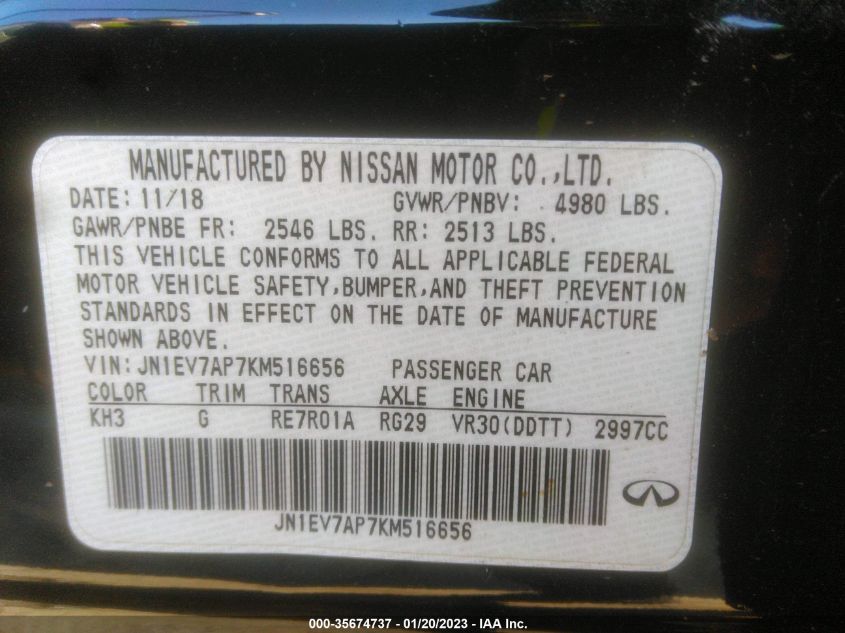 MANUFACTURED BY NISSAN MOTOR CO.,LTD.
DATE: 11/18 GVWR/PNBV: 4980 LBS.
GAWR/PNBE FR: 2546 LBS. RR: 2513 LBS.
THIS VEHICLE CONFORMS TO ALL APPLICABLE FEDERAL
MOTOR VEHICLE SAFETY,BUMPER,AND THEFT PREVENTION
STANDARDS IN EFFECT ON THE DATE OF MANUFACTURE
SHOWN ABOVE.
VIN:JN1EV7AP7KM516656 PASSENGER CAR
COLOR TRIM TRANS AXLE ENGINE
KH3 G RE7R01A RG29 VR30(DDTT) 2997CC
JN1EV7AP7KM516656
000-35674737 - 01/20/2023 - IAA Inc.